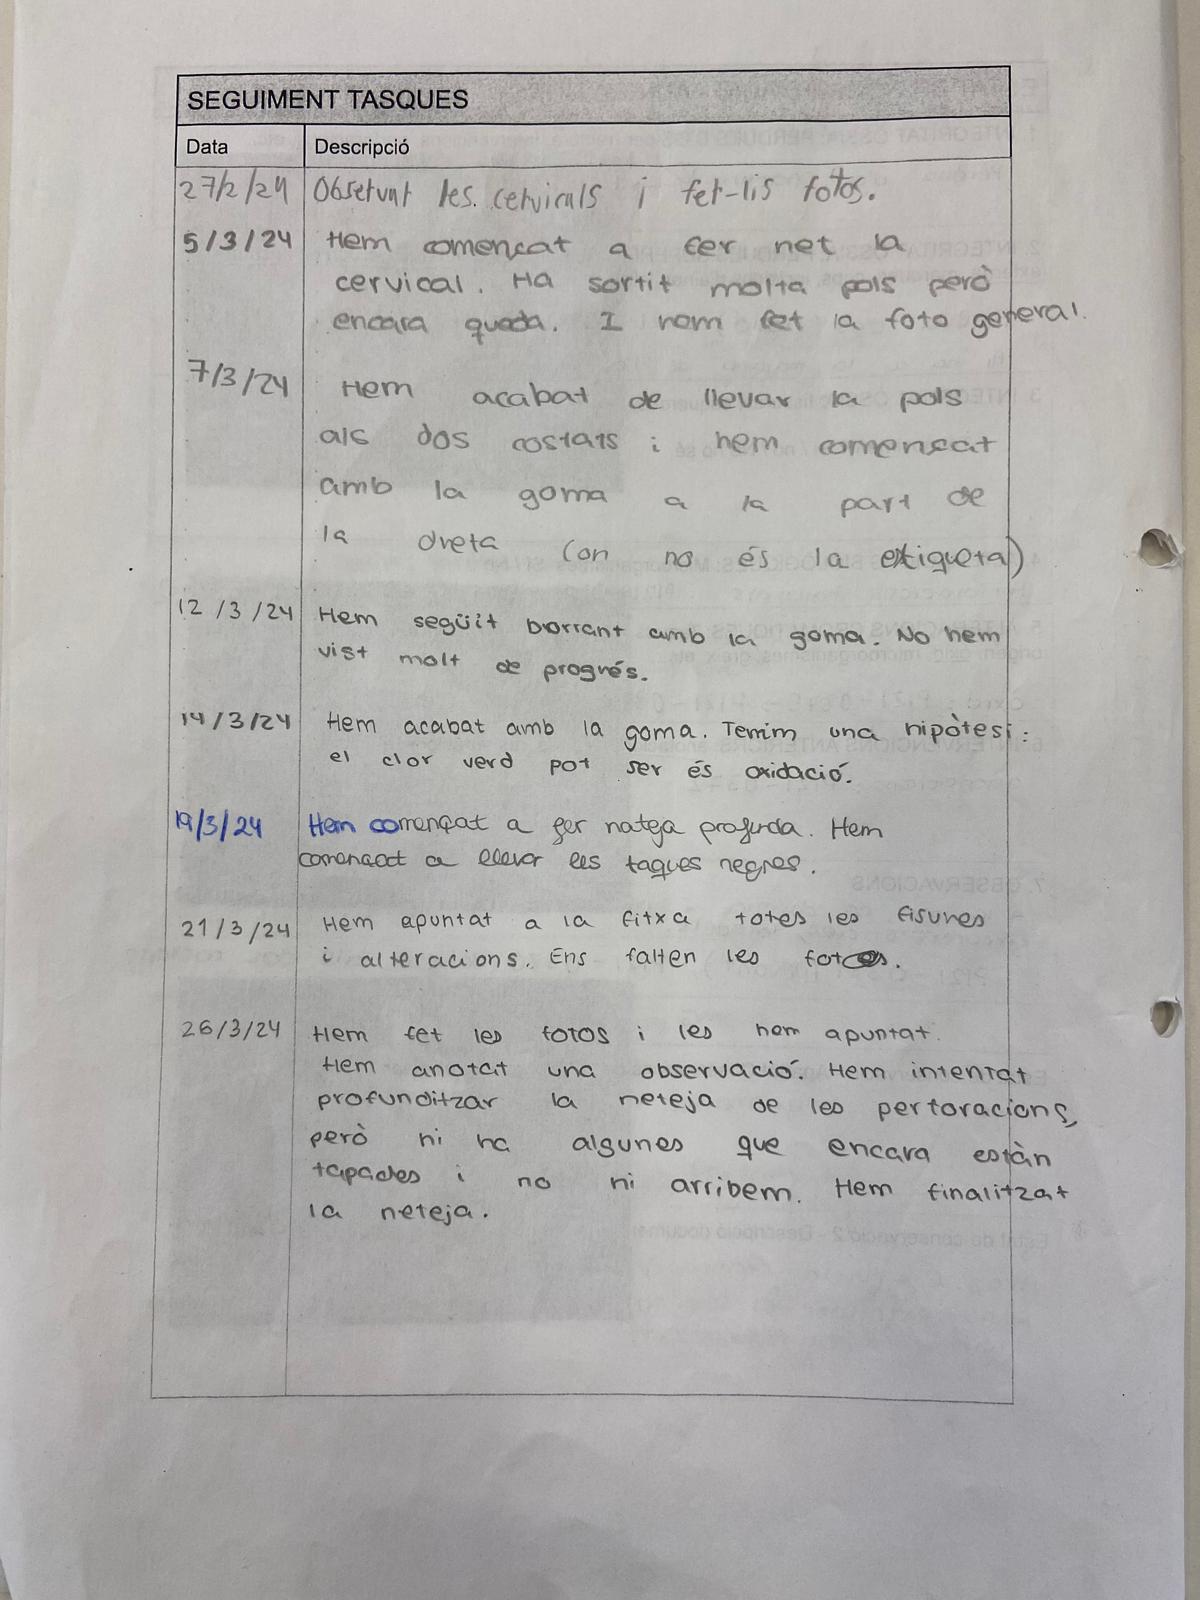 SEGUIMENT TASQUES
Data Descripció
27/2/24 Observant les cervicals i fet-lis fotos.
5/3/24 Hem començat a fer net la
cervical. Ha sortit molta pols però
encara queda. I hem fet la foto general.
7/3/24 Hem acabat de llevar la pols
als dos costats i hem començat
amb la goma a la part de
la dreta (on no és la etiqueta)
12/3/24 Hem següit borrant amb la goma. No hem
vist molt de progrés.
14/3/24 Hem acabat amb la goma. Tenim una hipòtesi:
el clor verd pot ser és oxidació.
19/3/24 Hem començat a fer nateja profunda. Hem
començat a llevar les taques negres.
21/3/24 Hem apuntat a la fitxa totes les fisures
i alteracions. Ens falten les fotos.
26/3/24 Hem fet les fotos i les hem apuntat.
Hem anotat una observació. Hem intentat
profunditzar la neteja de les perforacions,
però hi ha algunes que encara estàn
tapades i no hi arribem. Hem finalitzat
la neteja.